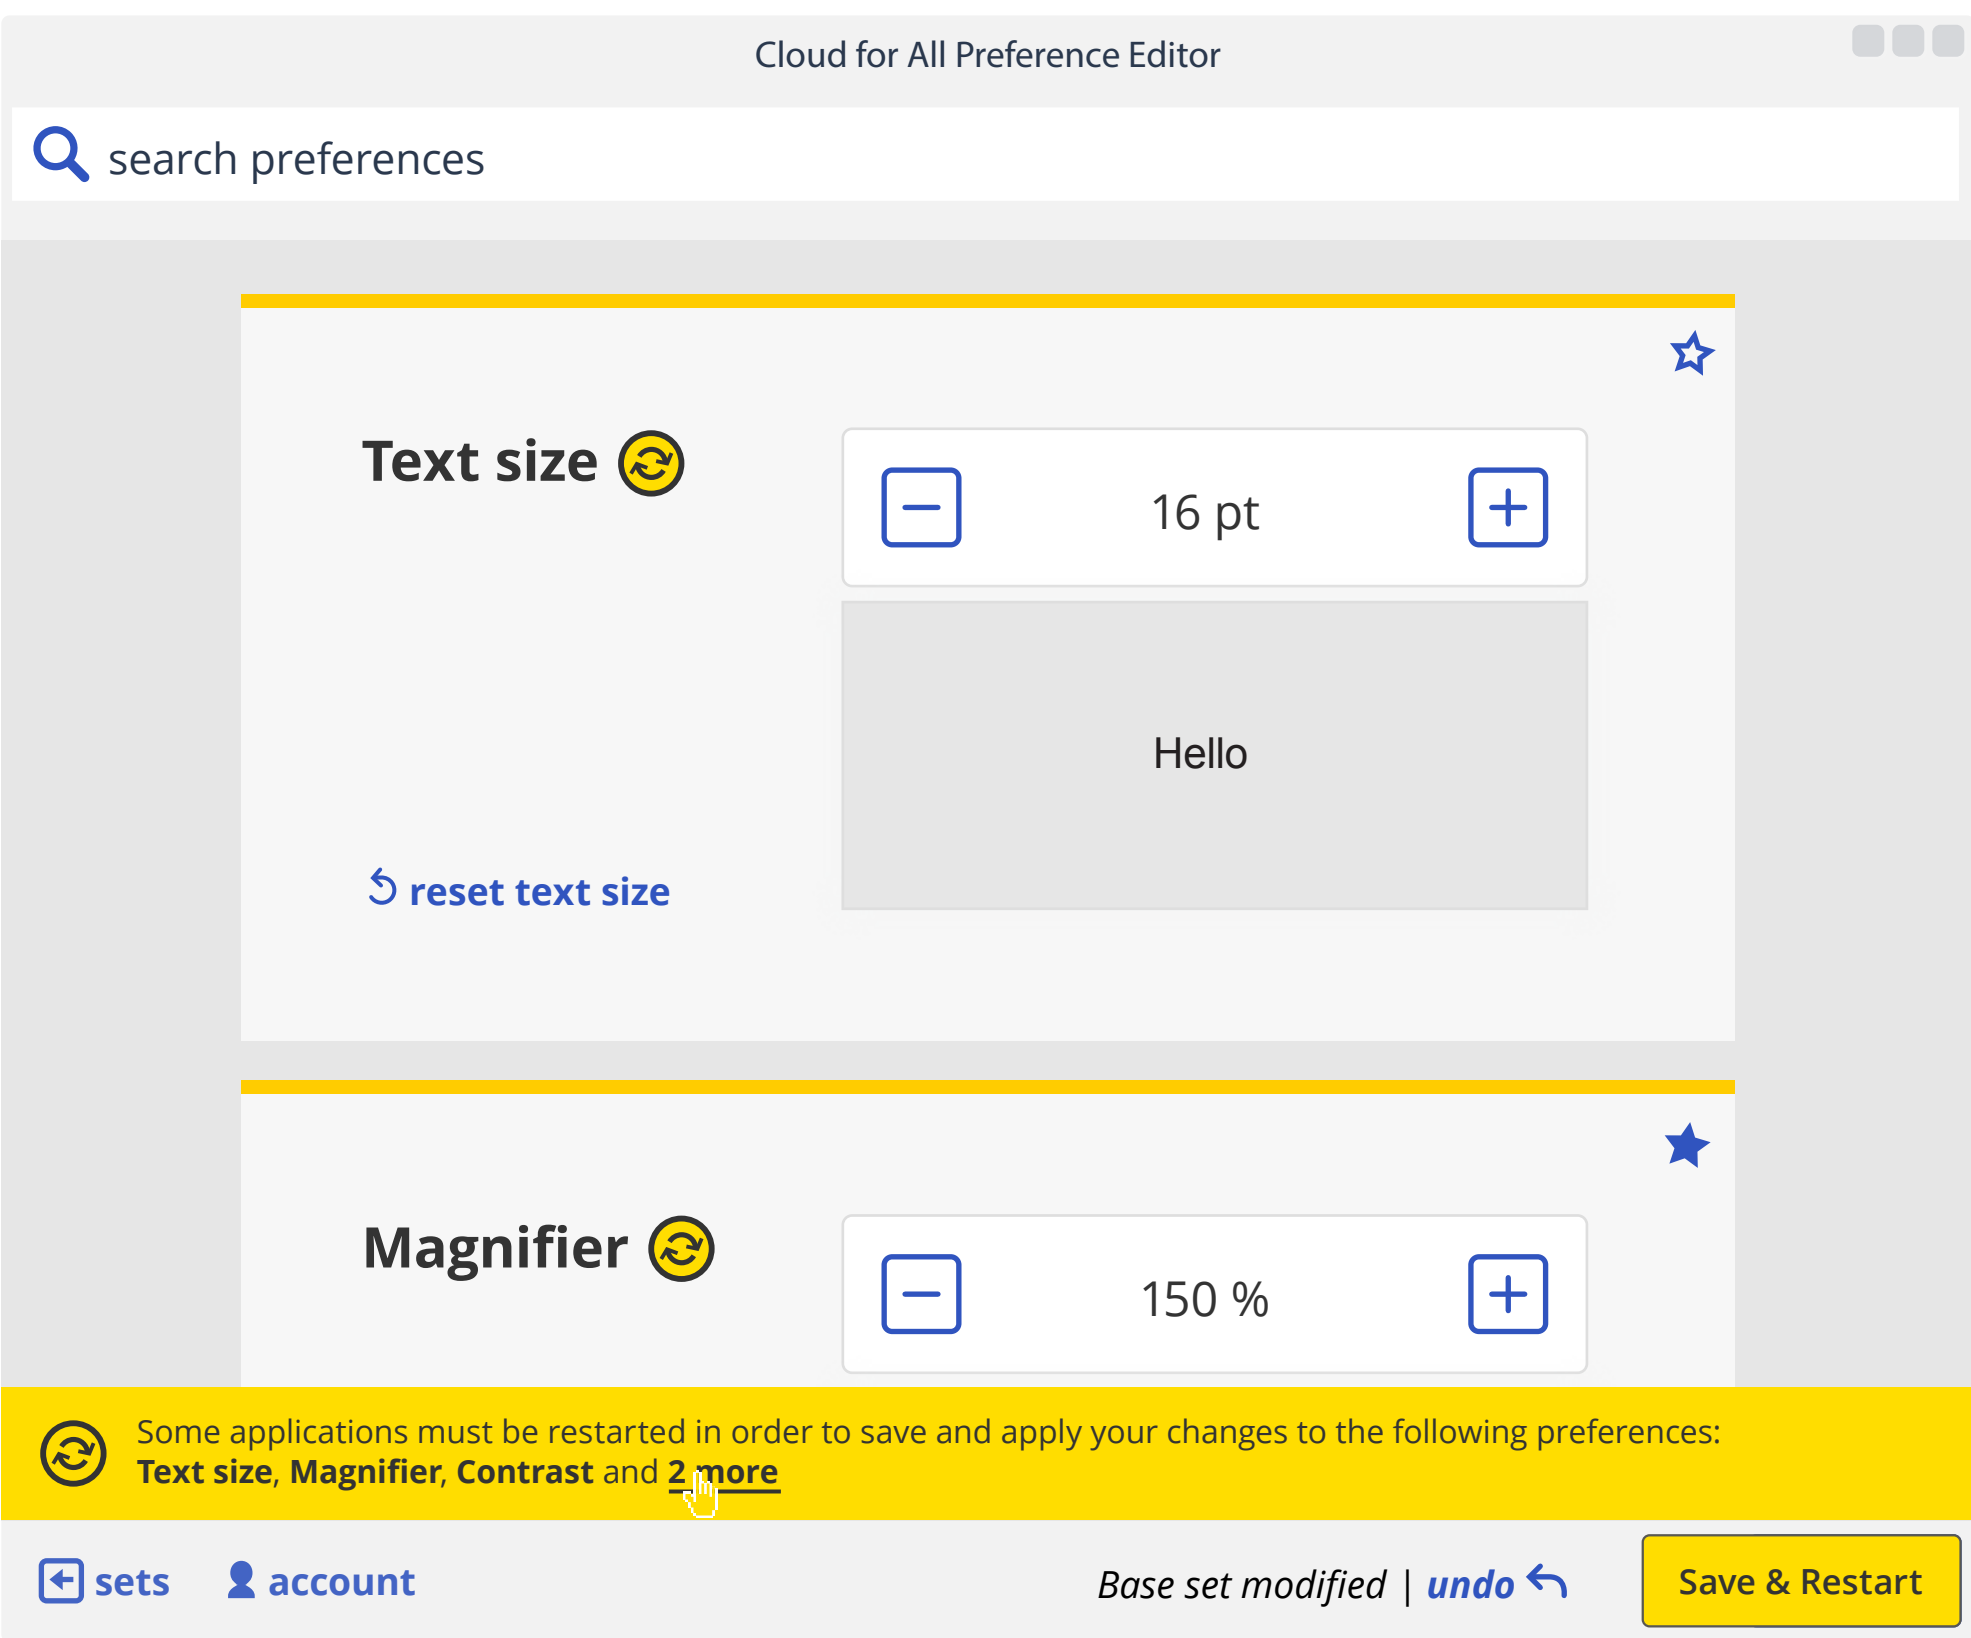 Cloud for All Preference Editor
search preferences
Text size
16 pt
Hello
reset text size
Magnifier
150 %
Some applications must be restarted in order to save and apply your changes to the following preferences:
Text size, Magnifier, Contrast and 2 more
sets
account
Base set modified | undo
Save & Restart